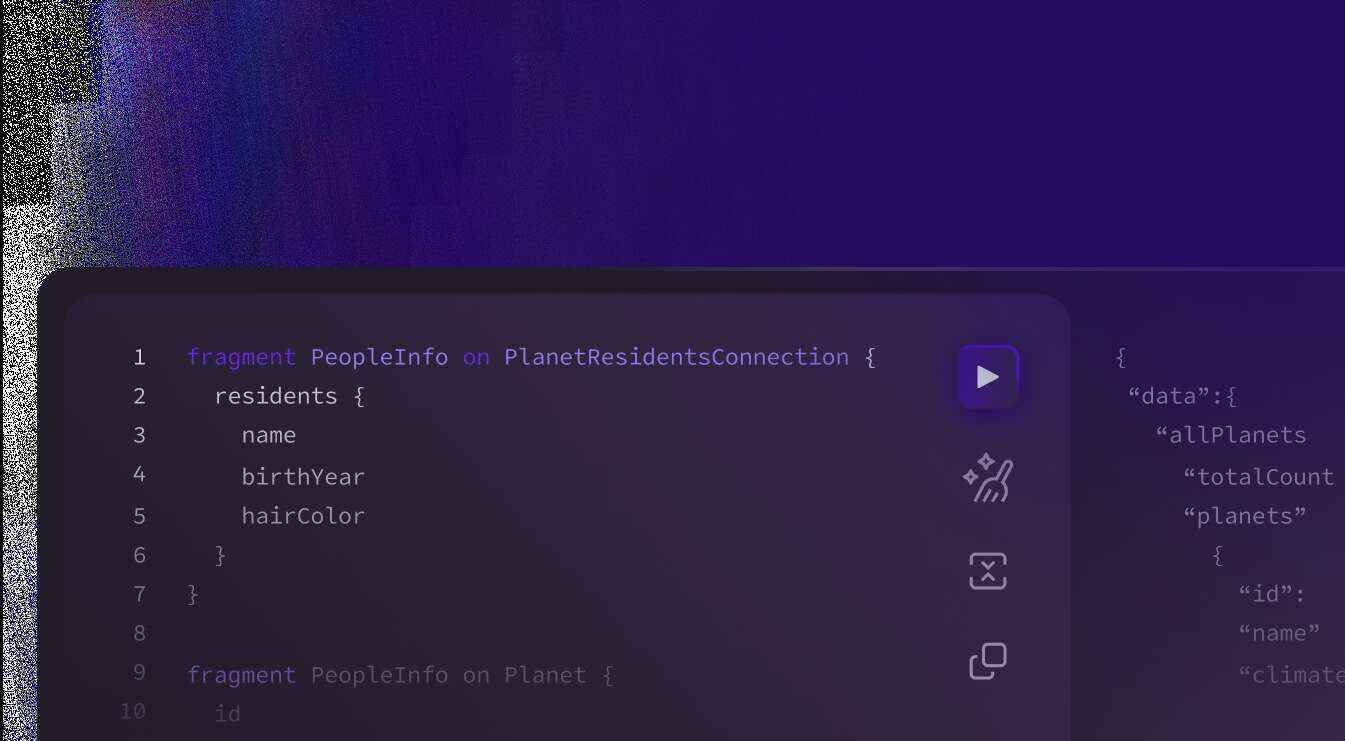 1 fragment PeopleInfo on PlanetResidentsConnection {
2 residents {
3 name
4 birthYear
5 hairColor
6 }
7 }
8
9 fragment PeopleInfo on Planet {
10 id
{
“data”:{
“allPlanets
“totalCount
“planets”
{
“id”:
“name”
“climate